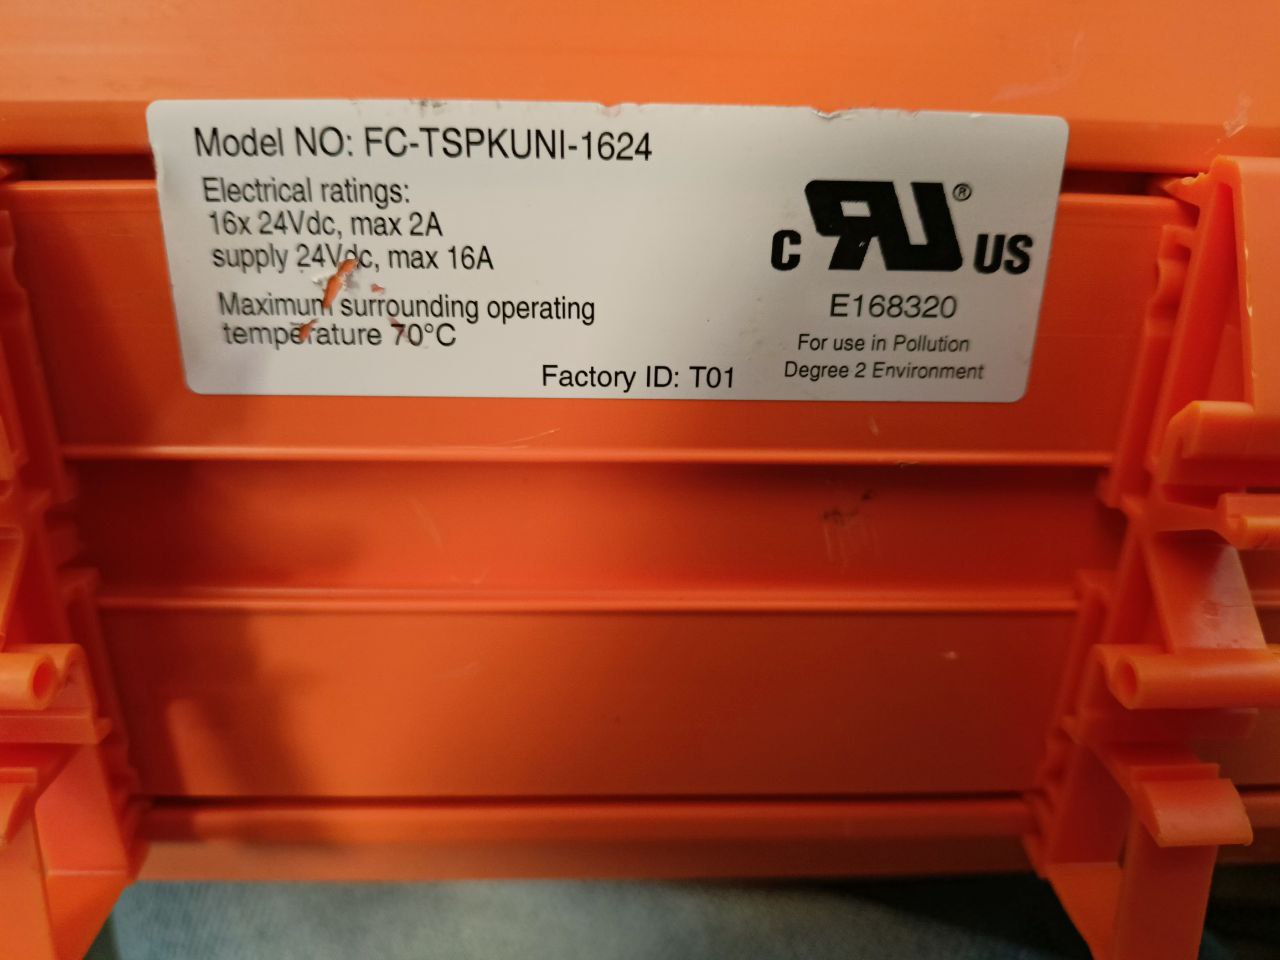 Model NO: FC-TSPKUNI-1624
Electrical ratings:
16x 24Vdc, max 2A
supply 24Vdc, max 16A
Maximum surrounding operating
temperature 70°C
Factory ID: T01
C RU® US
E168320
For use in Pollution
Degree 2 Environment